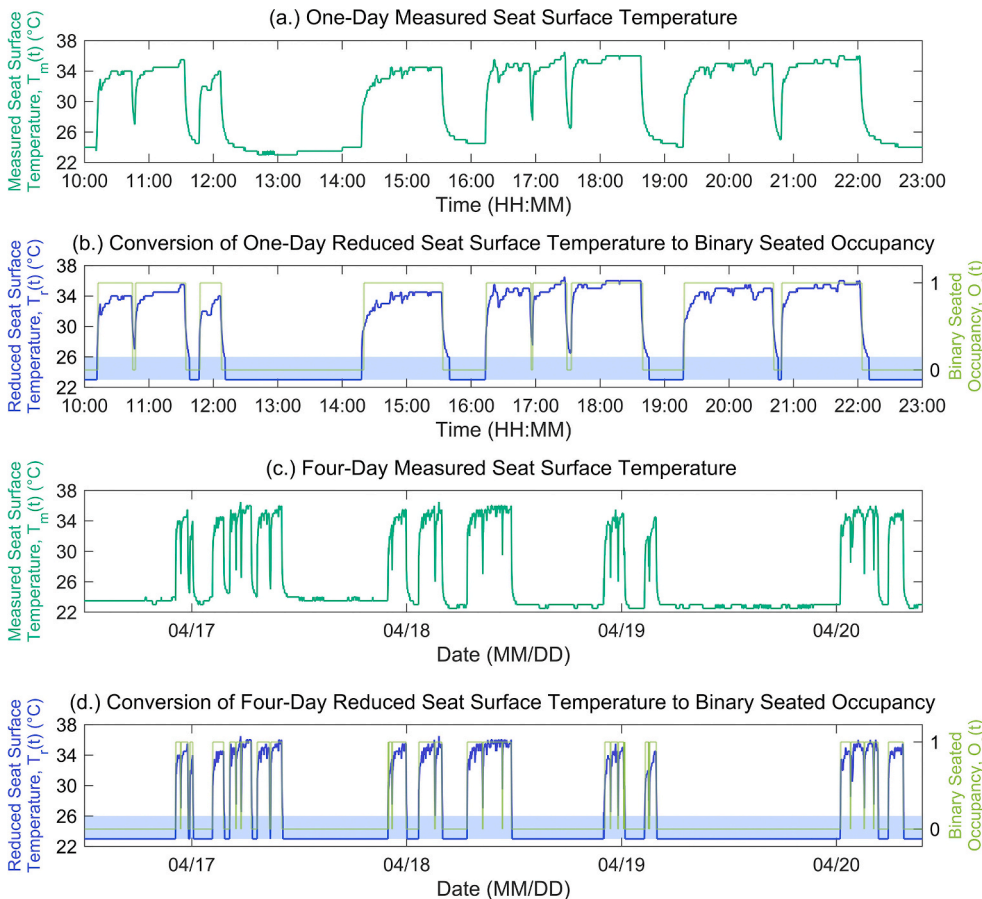 (a.) One-Day Measured Seat Surface Temperature
Measured Seat Surface
Temperature, T_m(t) (°C)
38
34
30
26
22
10:00 11:00 12:00 13:00 14:00 15:00 16:00 17:00 18:00 19:00 20:00 21:00 22:00 23:00
Time (HH:MM)
(b.) Conversion of One-Day Reduced Seat Surface Temperature to Binary Seated Occupancy
Reduced Seat Surface
Temperature, T_r(t) (°C)
38
34
30
26
22
1
0
Binary Seated
Occupancy, O (t)
10:00 11:00 12:00 13:00 14:00 15:00 16:00 17:00 18:00 19:00 20:00 21:00 22:00 23:00
Time (HH:MM)
(c.) Four-Day Measured Seat Surface Temperature
Measured Seat Surface
Temperature, T_m(t) (°C)
38
34
30
26
22
04/17 04/18 04/19 04/20
Date (MM/DD)
(d.) Conversion of Four-Day Reduced Seat Surface Temperature to Binary Seated Occupancy
Reduced Seat Surface
Temperature, T_r(t) (°C)
38
34
30
26
22
1
0
Binary Seated
Occupancy, O (t)
04/17 04/18 04/19 04/20
Date (MM/DD)